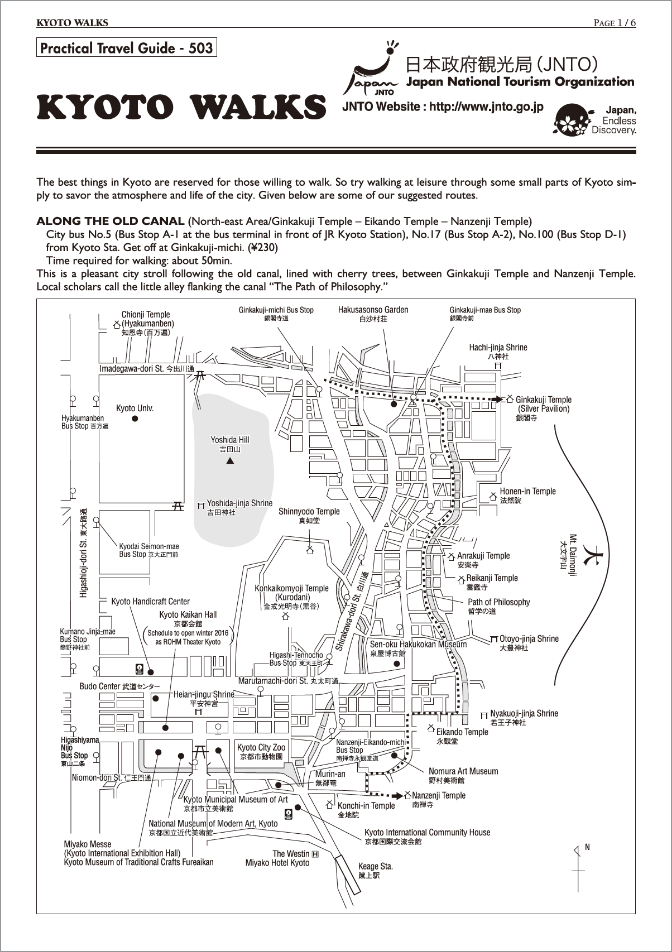 KYOTO WALKS
PAGE 1 / 6
Practical Travel Guide - 503
日本政府観光局(JNTO)
Japan JNTO
Japan National Tourism Organization
KYOTO WALKS
JNTO Website : http://www.jnto.go.jp
Japan,
Endless
Discovery.
The best things in Kyoto are reserved for those willing to walk. So try walking at leisure through some small parts of Kyoto sim-
ply to savor the atmosphere and life of the city. Given below are some of our suggested routes.
ALONG THE OLD CANAL (North-east Area/Ginkakuji Temple – Eikando Temple – Nanzenji Temple)
City bus No.5 (Bus Stop A-1 at the bus terminal in front of JR Kyoto Station), No.17 (Bus Stop A-2), No.100 (Bus Stop D-1)
from Kyoto Sta. Get off at Ginkakuji-michi. (¥230)
Time required for walking: about 50min.
This is a pleasant city stroll following the old canal, lined with cherry trees, between Ginkakuji Temple and Nanzenji Temple.
Local scholars call the little alley flanking the canal “The Path of Philosophy.”
Chionji Temple
(Hyakumanben)
知恩寺(百万遍)
Ginkakuji-michi Bus Stop
銀閣寺道
Hakusasonso Garden
白沙村荘
Ginkakuji-mae Bus Stop
銀閣寺前
Hachi-jinja Shrine
八神社
Imadegawa-dori St. 今出川通
Ginkakuji Temple
(Silver Pavilion)
銀閣寺
Kyoto Univ.
Hyakumanben
Bus Stop 百万遍
Yoshida Hill
吉田山
Honen-in Temple
法然院
Yoshida-jinja Shrine
吉田神社
Shinnyodo Temple
真如堂
Higashioji-dori St. 東大路通
Mt. Daimonji
大文字山
Kyodai Seimon-mae
Bus Stop 京大正門前
Anrakuji Temple
安楽寺
Reikanji Temple
霊鑑寺
Konkaikomyoji Temple
(Kurodani)
金戒光明寺(黒谷)
Shirakawa-dori St. 白川通
Path of Philosophy
哲学の道
Kyoto Handicraft Center
Kyoto Kaikan Hall
京都会館
(Schedule to open winter 2016
as ROHM Theater Kyoto)
Kumano Jinja-mae
Bus Stop
熊野神社前
Otoyo-jinja Shrine
大豊神社
Sen-oku Hakukokan Museum
泉屋博古館
Higashi-Tennocho
Bus Stop 東天王町
Marutamachi-dori St. 丸太町通
Budo Center 武道センター
Heian-jingu Shrine
平安神宮
Nyakuoji-jinja Shrine
若王子神社
Eikando Temple
永観堂
Higashiyama
Nijo
Bus Stop
東山二条
Kyoto City Zoo
京都市動物園
Nanzenji-Eikando-michi
Bus Stop
南禅寺永観堂道
Niomon-dori St. 仁王門通
Murin-an
無鄰菴
Nomura Art Museum
野村美術館
Nanzenji Temple
南禅寺
Kyoto Municipal Museum of Art
京都市立美術館
Konchi-in Temple
金地院
National Museum of Modern Art, Kyoto
京都国立近代美術館
Kyoto International Community House
京都国際交流会館
Miyako Messe
(Kyoto International Exhibition Hall)
Kyoto Museum of Traditional Crafts Fureaikan
The Westin
Miyako Hotel Kyoto
Keage Sta.
蹴上駅
N